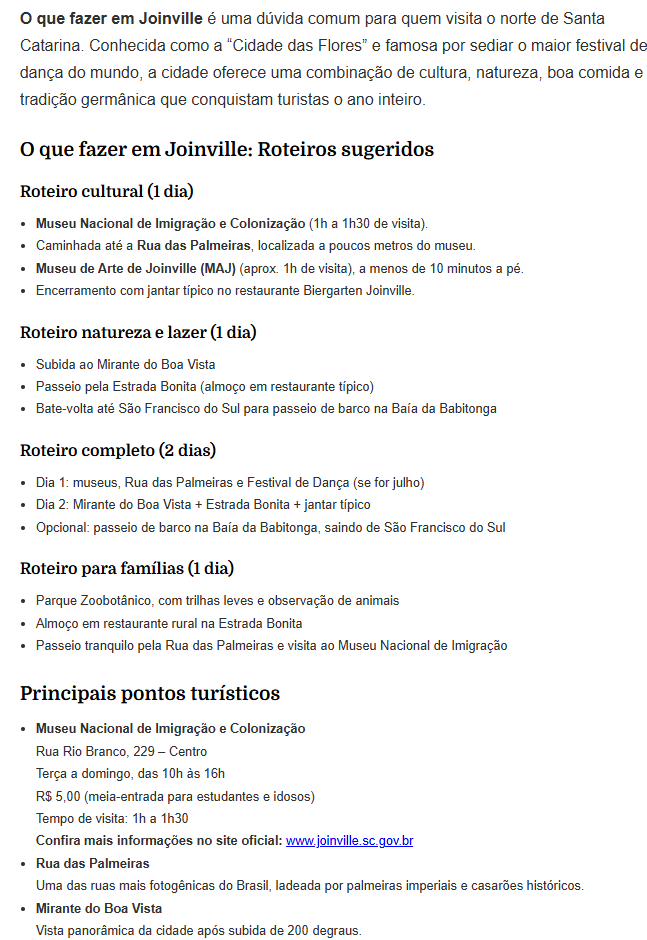 O que fazer em Joinville é uma dúvida comum para quem visita o norte de Santa
Catarina. Conhecida como a “Cidade das Flores” e famosa por sediar o maior festival de
dança do mundo, a cidade oferece uma combinação de cultura, natureza, boa comida e
tradição germânica que conquistam turistas o ano inteiro.
O que fazer em Joinville: Roteiros sugeridos
Roteiro cultural (1 dia)
• Museu Nacional de Imigração e Colonização (1h a 1h30 de visita).
• Caminhada até a Rua das Palmeiras, localizada a poucos metros do museu.
• Museu de Arte de Joinville (MAJ) (aprox. 1h de visita), a menos de 10 minutos a pé.
• Encerramento com jantar típico no restaurante Biergarten Joinville.
Roteiro natureza e lazer (1 dia)
• Subida ao Mirante do Boa Vista
• Passeio pela Estrada Bonita (almoço em restaurante típico)
• Bate-volta até São Francisco do Sul para passeio de barco na Baía da Babitonga
Roteiro completo (2 dias)
• Dia 1: museus, Rua das Palmeiras e Festival de Dança (se for julho)
• Dia 2: Mirante do Boa Vista + Estrada Bonita + jantar típico
• Opcional: passeio de barco na Baía da Babitonga, saindo de São Francisco do Sul
Roteiro para famílias (1 dia)
• Parque Zoobotânico, com trilhas leves e observação de animais
• Almoço em restaurante rural na Estrada Bonita
• Passeio tranquilo pela Rua das Palmeiras e visita ao Museu Nacional de Imigração
Principais pontos turísticos
• Museu Nacional de Imigração e Colonização
Rua Rio Branco, 229 – Centro
Terça a domingo, das 10h às 16h
R$ 5,00 (meia-entrada para estudantes e idosos)
Tempo de visita: 1h a 1h30
Confira mais informações no site oficial: www.joinville.sc.gov.br
• Rua das Palmeiras
Uma das ruas mais fotogênicas do Brasil, ladeada por palmeiras imperiais e casarões históricos.
• Mirante do Boa Vista
Vista panorâmica da cidade após subida de 200 degraus.